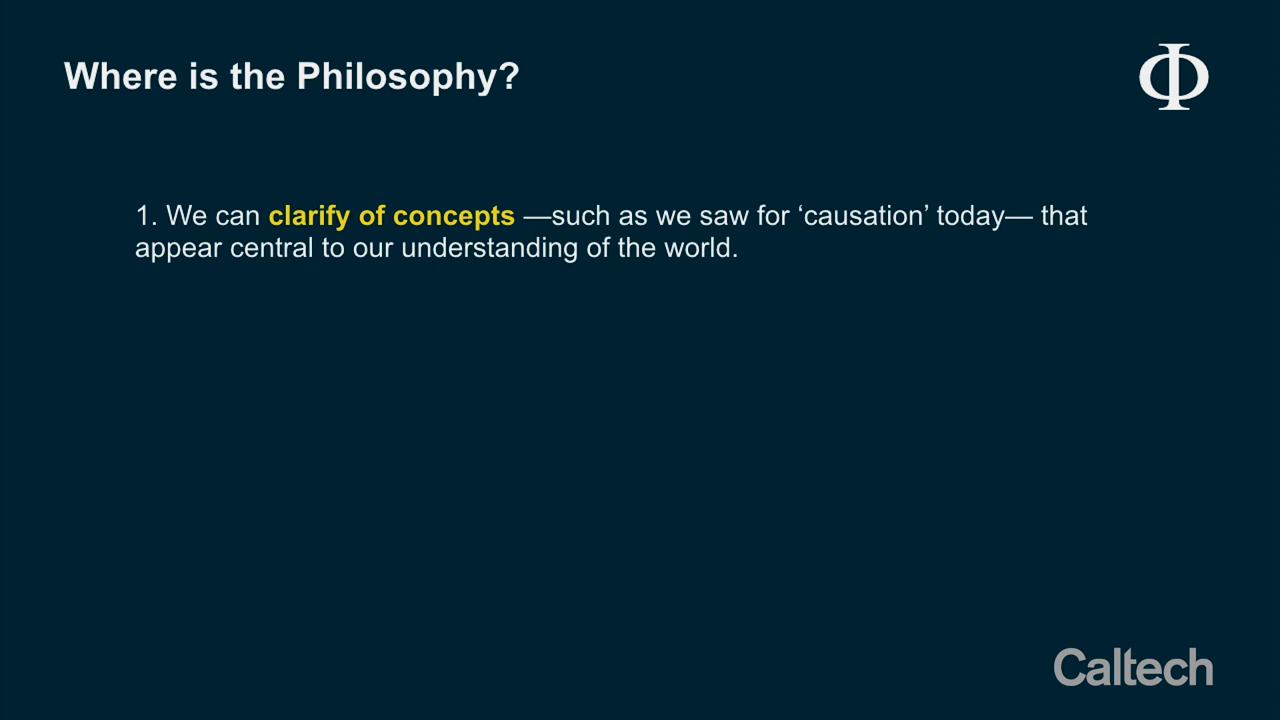 Where is the Philosophy?
Φ
1. We can clarify of concepts —such as we saw for ‘causation’ today— that
appear central to our understanding of the world.
Caltech